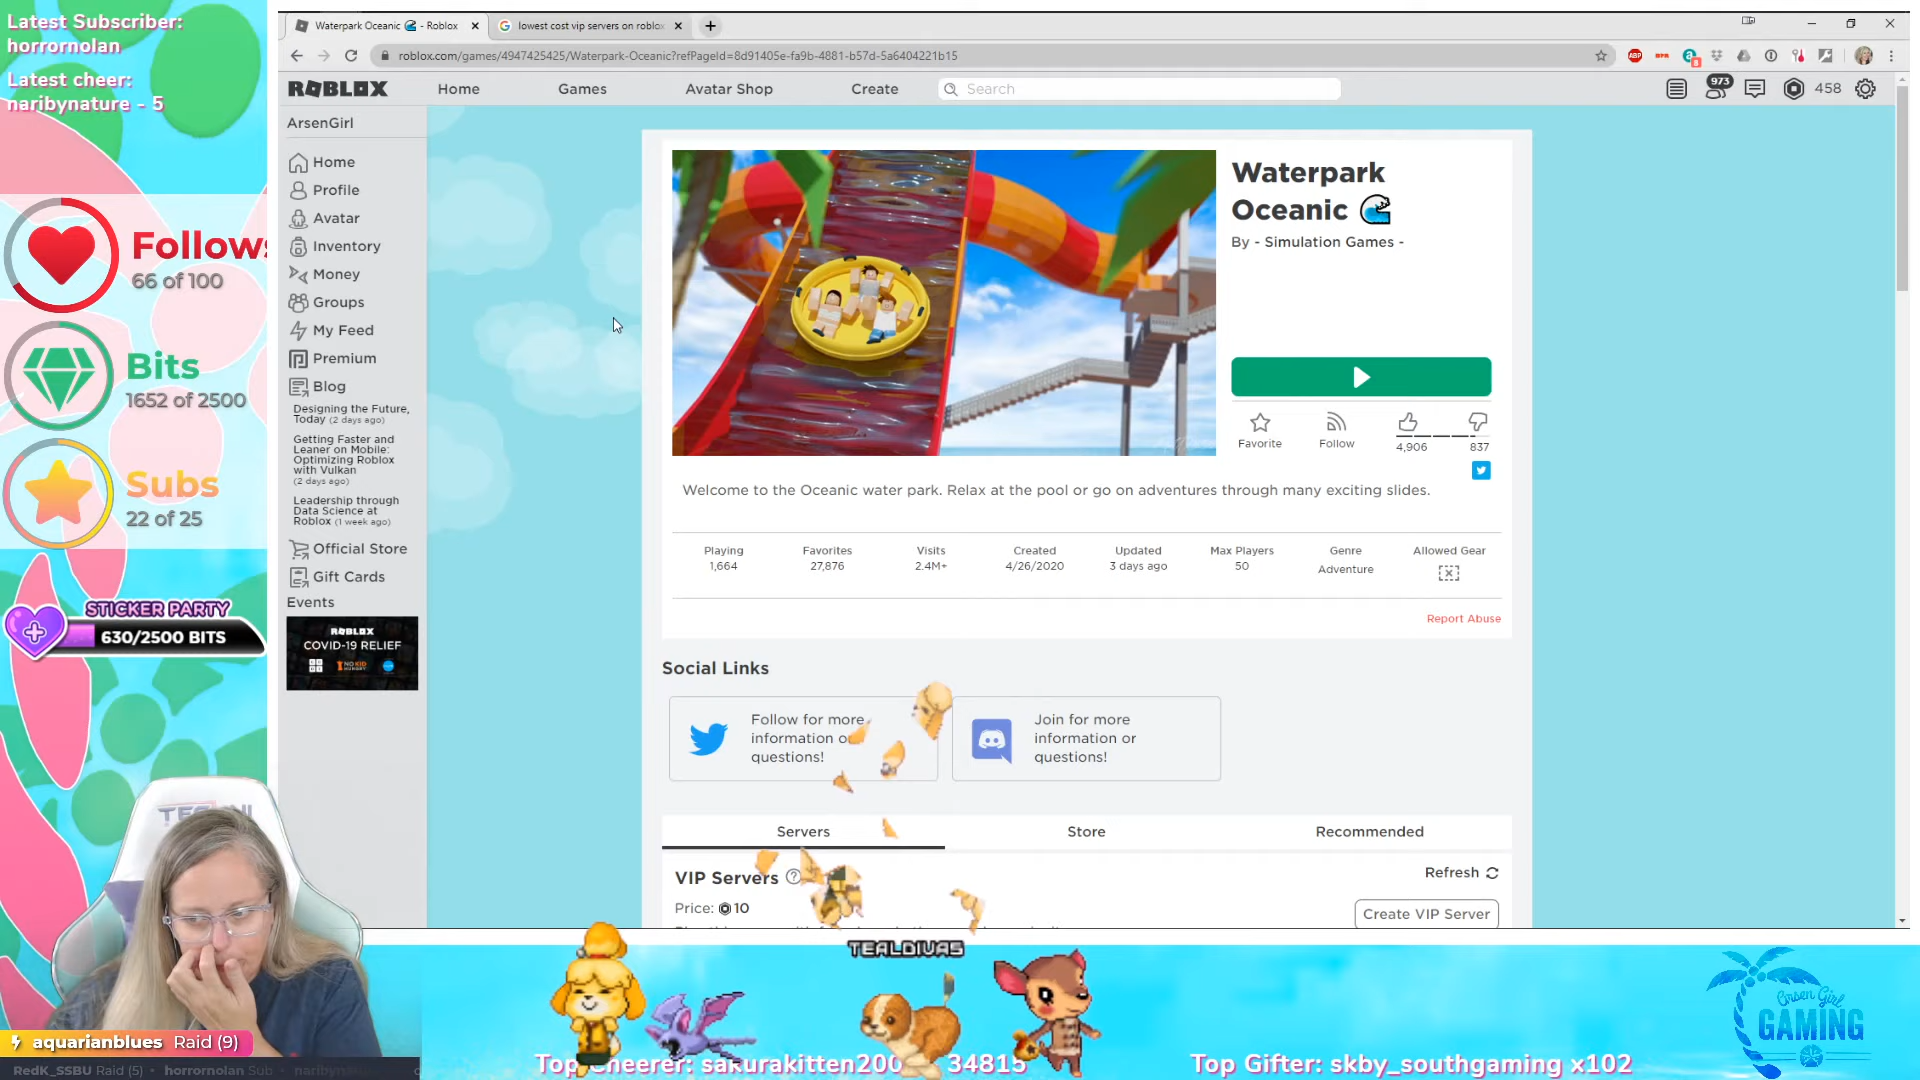 Latest Subscriber:
horrornolan
Latest cheer:
naribynature - 5
Follows
66 of 100
Bits
1652 of 2500
Subs
22 of 25
STICKER PARTY
630/2500 BITS
Waterpark Oceanic 🌊 - Roblox
lowest cost vip servers on roblox
roblox.com/games/4947425425/Waterpark-Oceanic?refPageId=8d91405e-fa9b-4881-b57d-5a6404221b15
ROBLOX
Home
Games
Avatar Shop
Create
Search
973
458
ArsenGirl
Home
Profile
Avatar
Inventory
Money
Groups
My Feed
Premium
Blog
Designing the Future,
Today (2 days ago)
Getting Faster and
Leaner on Mobile:
Optimizing Roblox
with Vulkan
(2 days ago)
Leadership through
Data Science at
Roblox (1 week ago)
Official Store
Gift Cards
Events
ROBLOX
COVID-19 RELIEF
NO KID
HUNGRY
Waterpark
Oceanic 🌊
By - Simulation Games -
Favorite
Follow
4,906
837
Welcome to the Oceanic water park. Relax at the pool or go on adventures through many exciting slides.
Playing
1,664
Favorites
27,876
Visits
2.4M+
Created
4/26/2020
Updated
3 days ago
Max Players
50
Genre
Adventure
Allowed Gear
Report Abuse
Social Links
Follow for more
information or
questions!
Join for more
information or
questions!
Servers
Store
Recommended
VIP Servers
Refresh
Price: 10
Create VIP Server
TEALDIVAS
aquarianblues Raid (9)
RedK_SSBU Raid (5) • horrornolan Sub •
Top Cheerer: sakurakitten200
34815
Top Gifter: skby_southgaming x102
Arsen Girl
GAMING